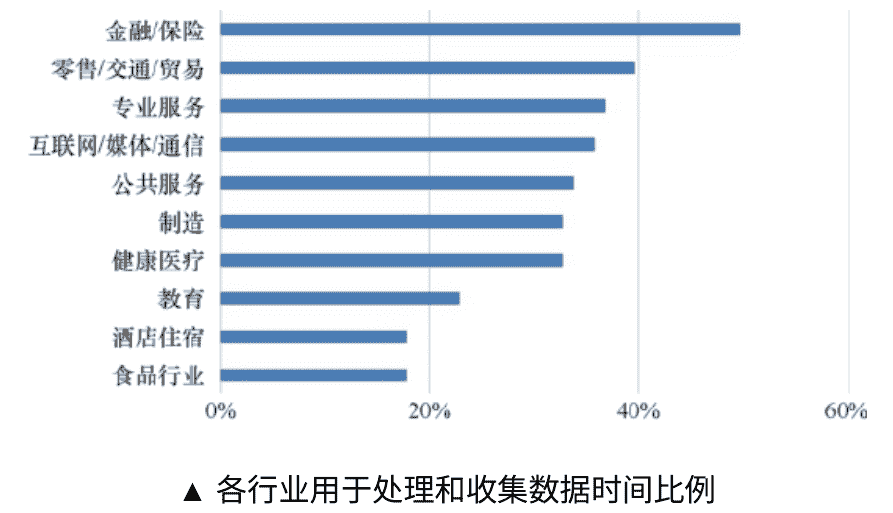 金融/保险
零售/交通/贸易
专业服务
互联网/媒体/通信
公共服务
制造
健康医疗
教育
酒店住宿
食品行业
0% 20% 40% 60%
▲ 各行业用于处理和收集数据时间比例